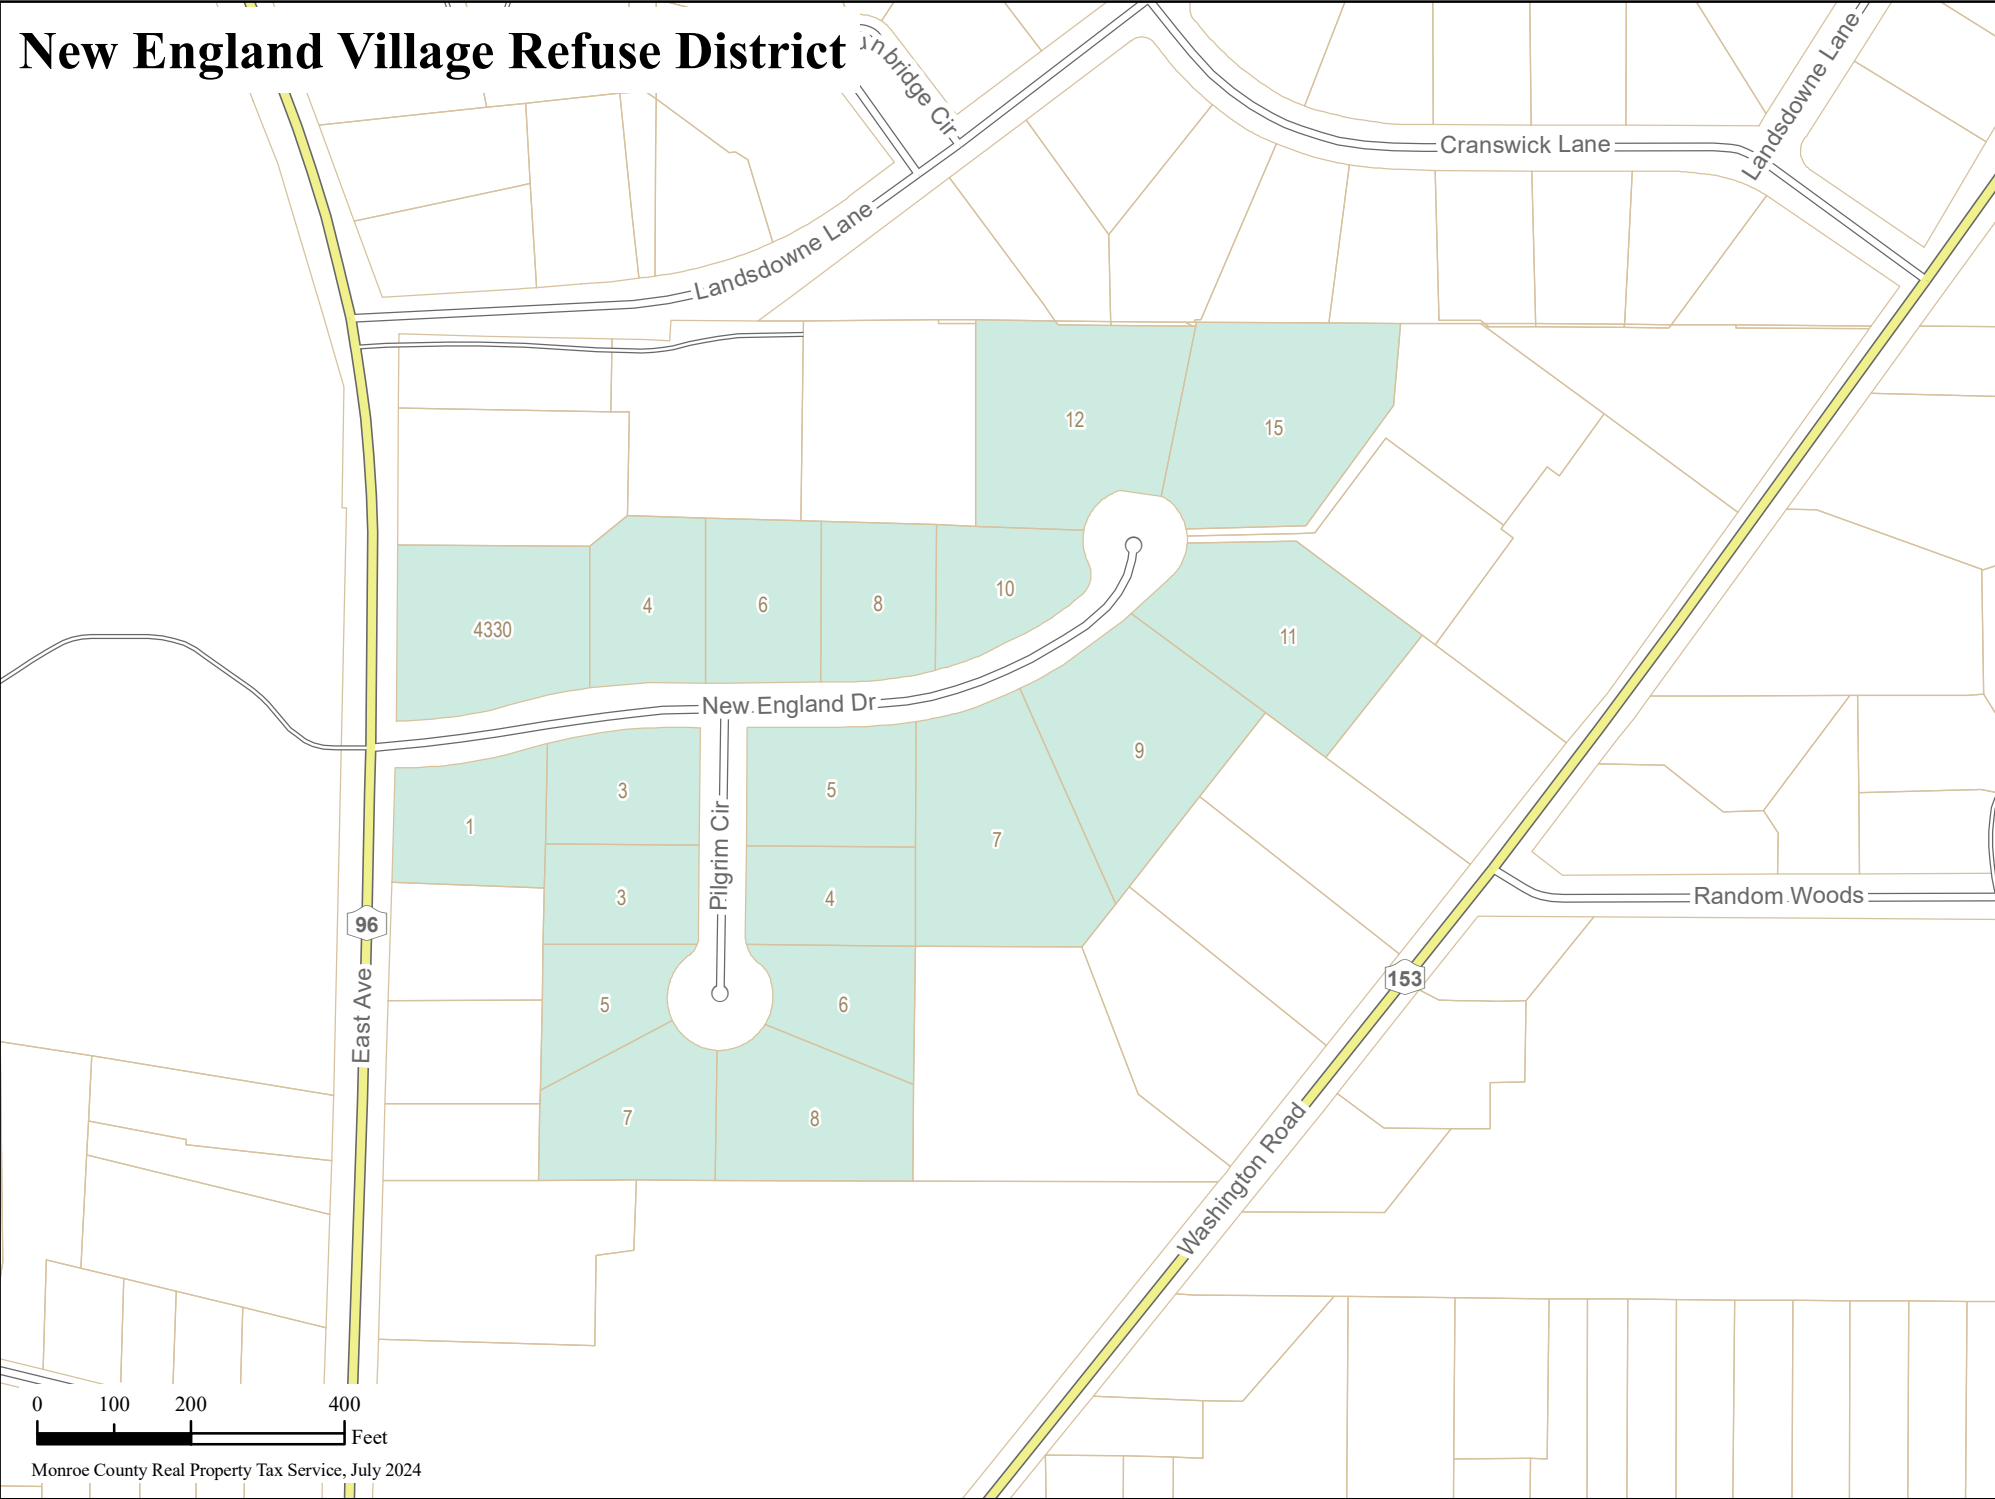 New England Village Refuse District
nbridge Cir
Landsdowne Lane
Cranswick Lane
Landsdowne Lane
12
15
4330
4
6
8
10
11
New England Dr
9
1
3
5
7
Pilgrim Cir
3
4
5
6
7
8
96
East Ave
Random Woods
153
Washington Road
0 100 200 400
Feet
Monroe County Real Property Tax Service, July 2024